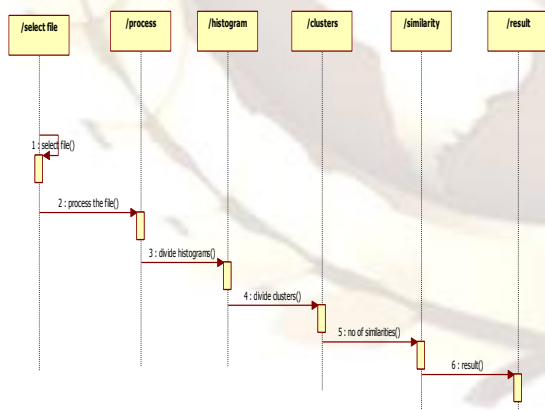 /select file
/process
/histogram
/clusters
/similarity
/result
1 : select file()
2 : process the file()
3 : divide histograms()
4 : divide clusters()
5 : no of similarities()
6 : result()